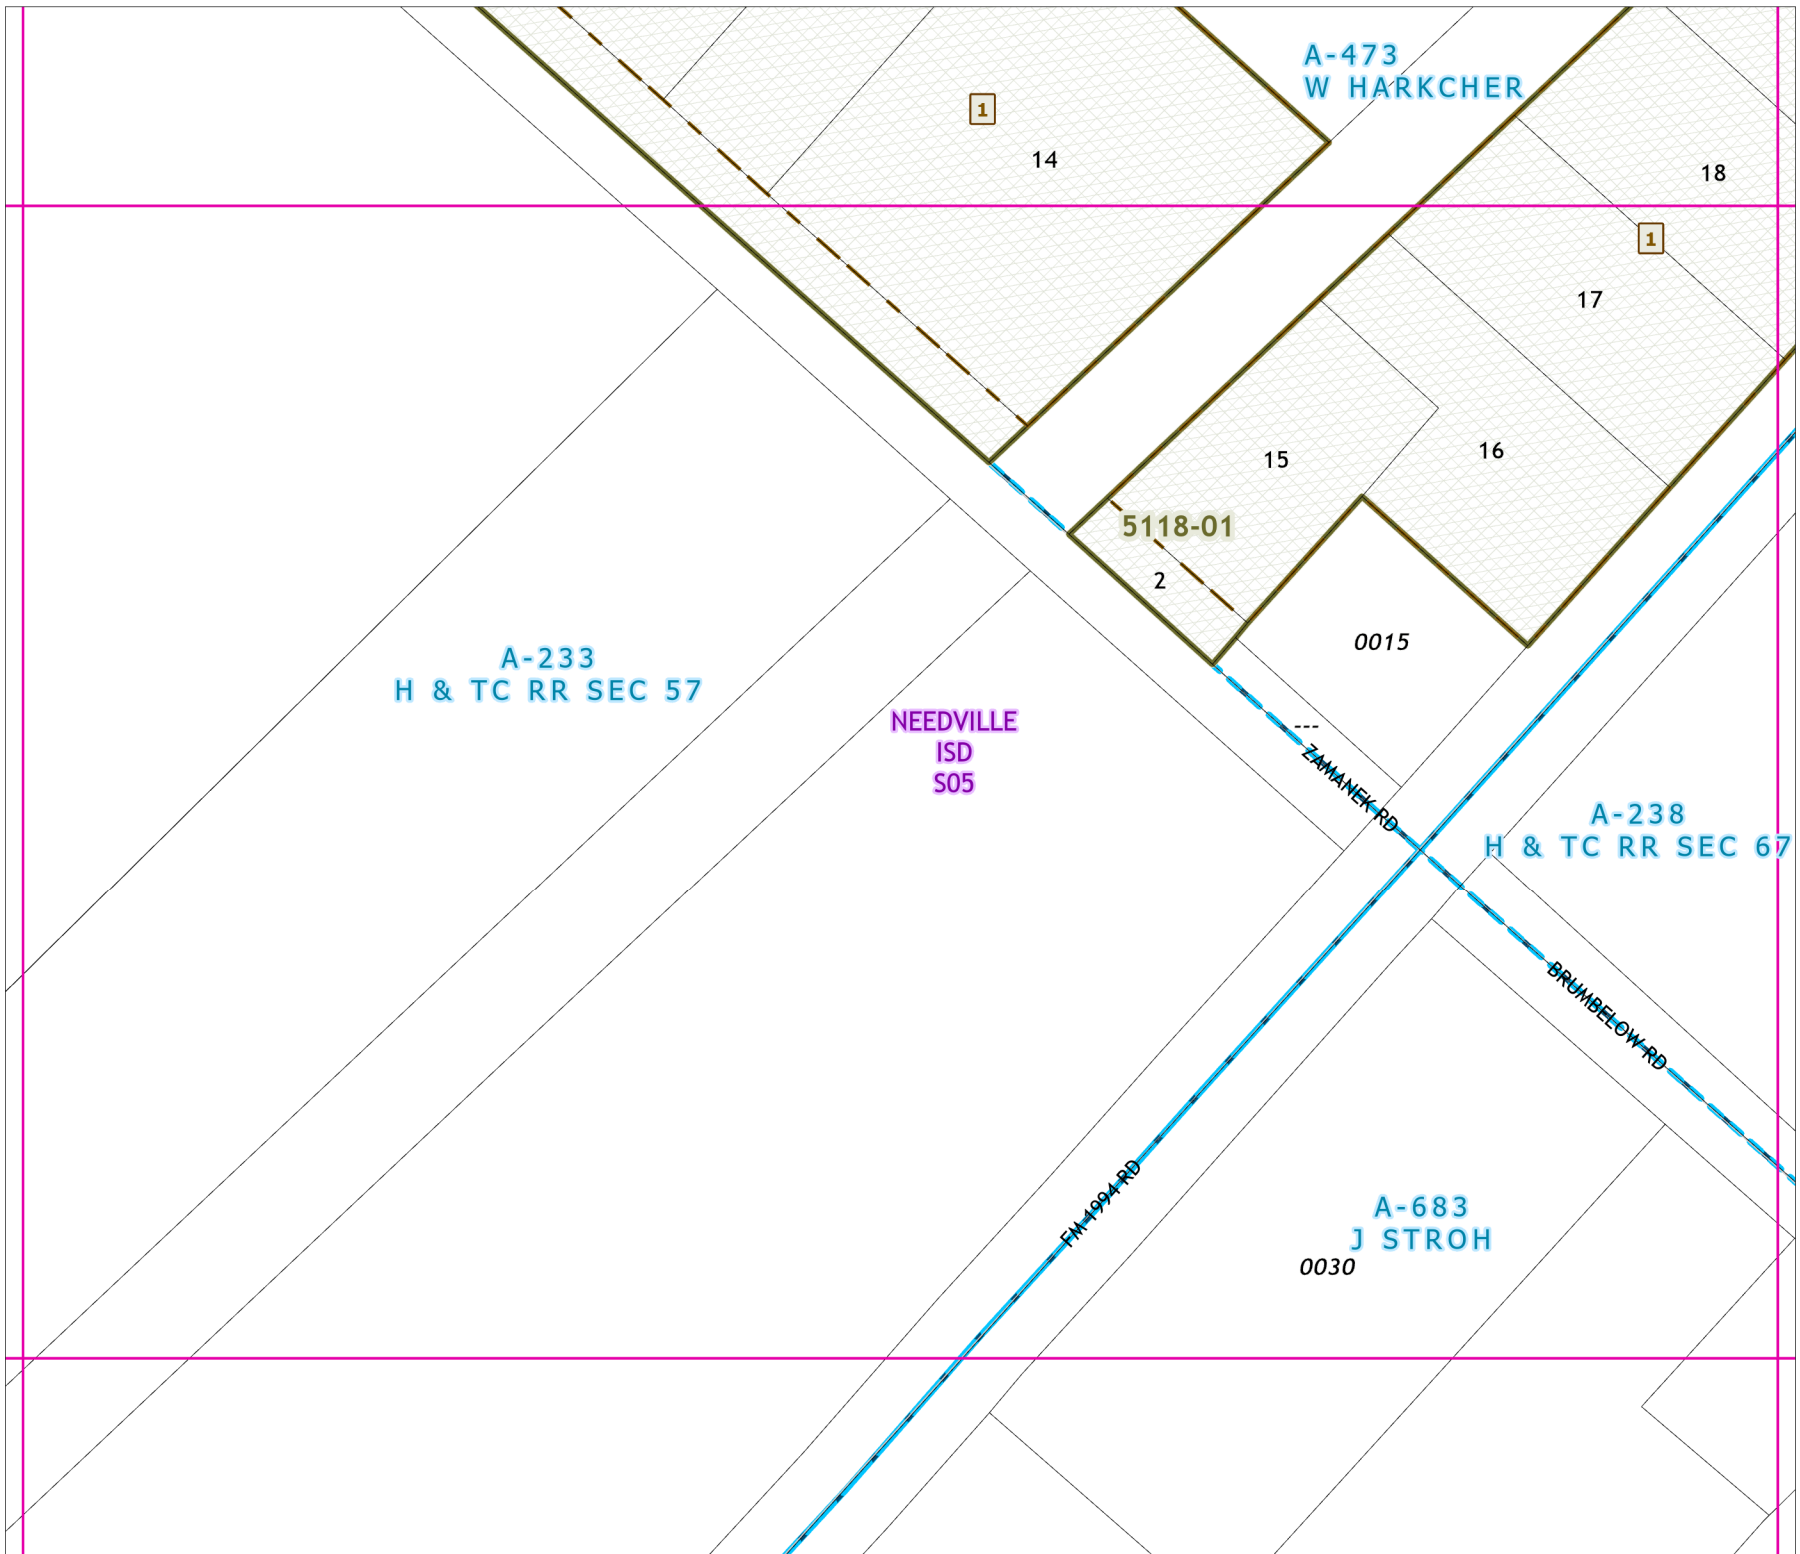 A-473
W HARKCHER
1
14
18
1
17
15
16
5118-01
2
0015
A-233
H & TC RR SEC 57
NEEDVILLE
ISD
S05
---
ZAMANEK RD
A-238
H & TC RR SEC 67
BRUMBELOW RD
FM 1994 RD
A-683
J STROH
0030